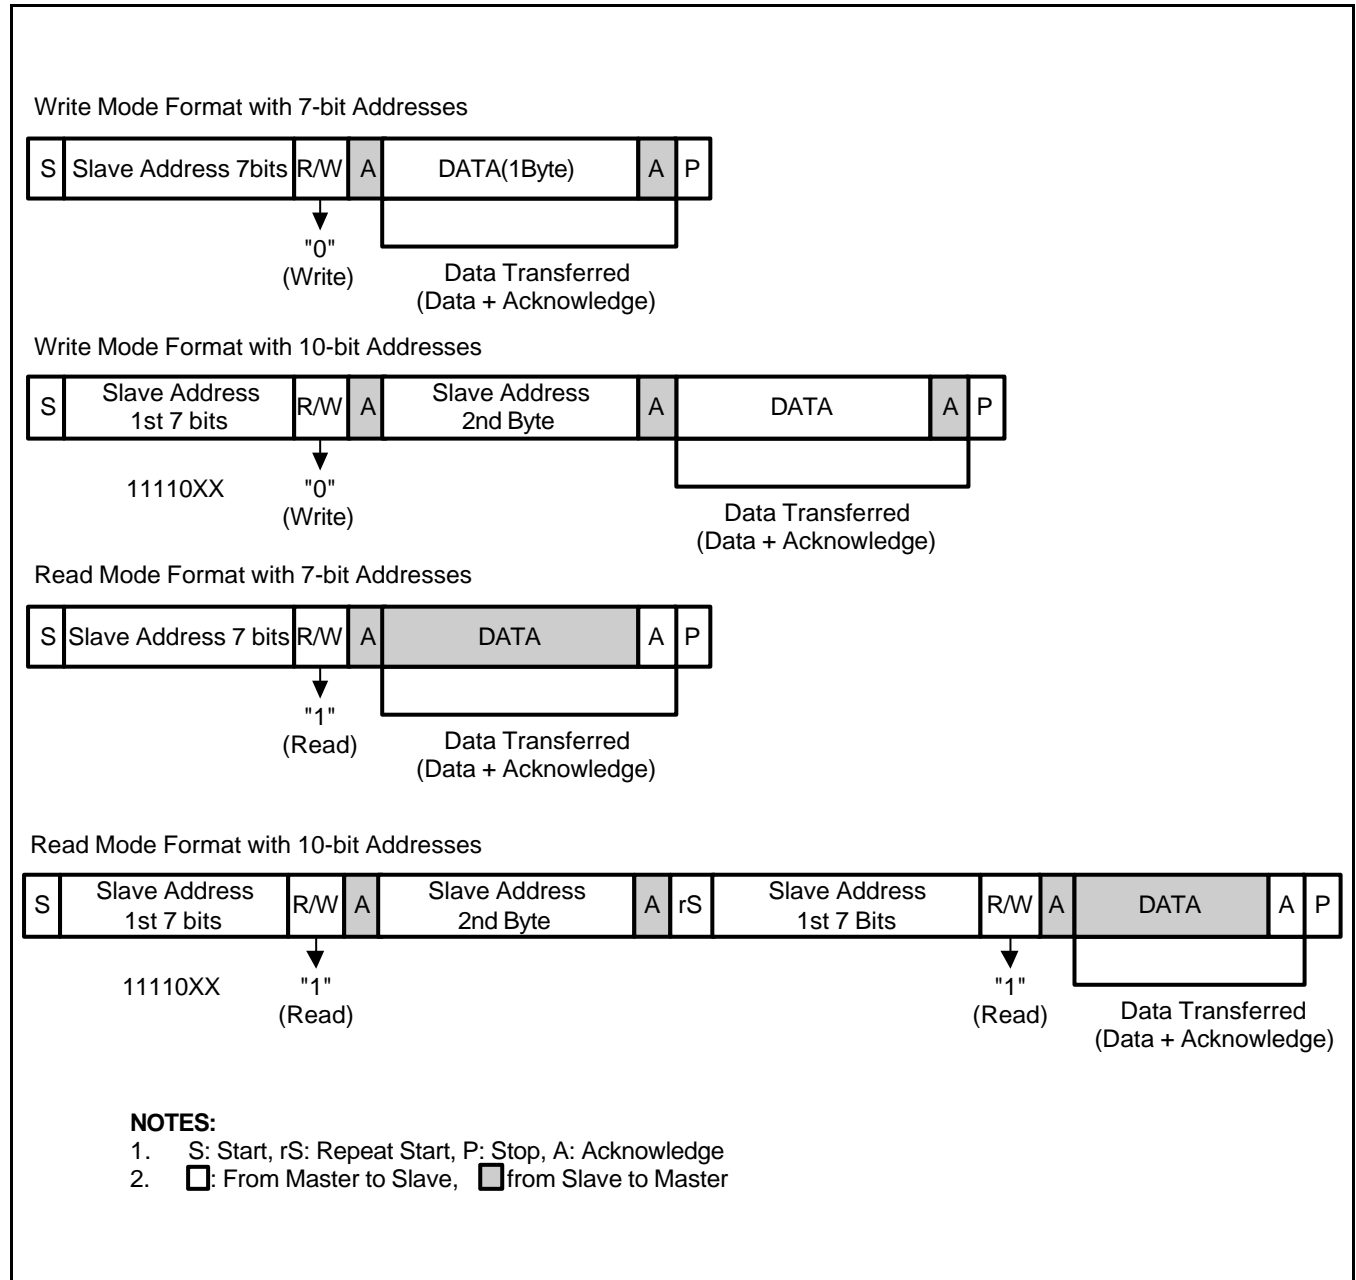 Write Mode Format with 7-bit Addresses
S Slave Address 7bits R/W A DATA(1Byte) A P
"0"
(Write)
Data Transferred
(Data + Acknowledge)
Write Mode Format with 10-bit Addresses
S Slave Address 1st 7 bits R/W A Slave Address 2nd Byte A DATA A P
11110XX
"0"
(Write)
Data Transferred
(Data + Acknowledge)
Read Mode Format with 7-bit Addresses
S Slave Address 7 bits R/W A DATA A P
"1"
(Read)
Data Transferred
(Data + Acknowledge)
Read Mode Format with 10-bit Addresses
S Slave Address 1st 7 bits R/W A Slave Address 2nd Byte A rS Slave Address 1st 7 Bits R/W A DATA A P
11110XX
"1"
(Read)
"1"
(Read)
Data Transferred
(Data + Acknowledge)
NOTES:
1. S: Start, rS: Repeat Start, P: Stop, A: Acknowledge
2. : From Master to Slave, from Slave to Master